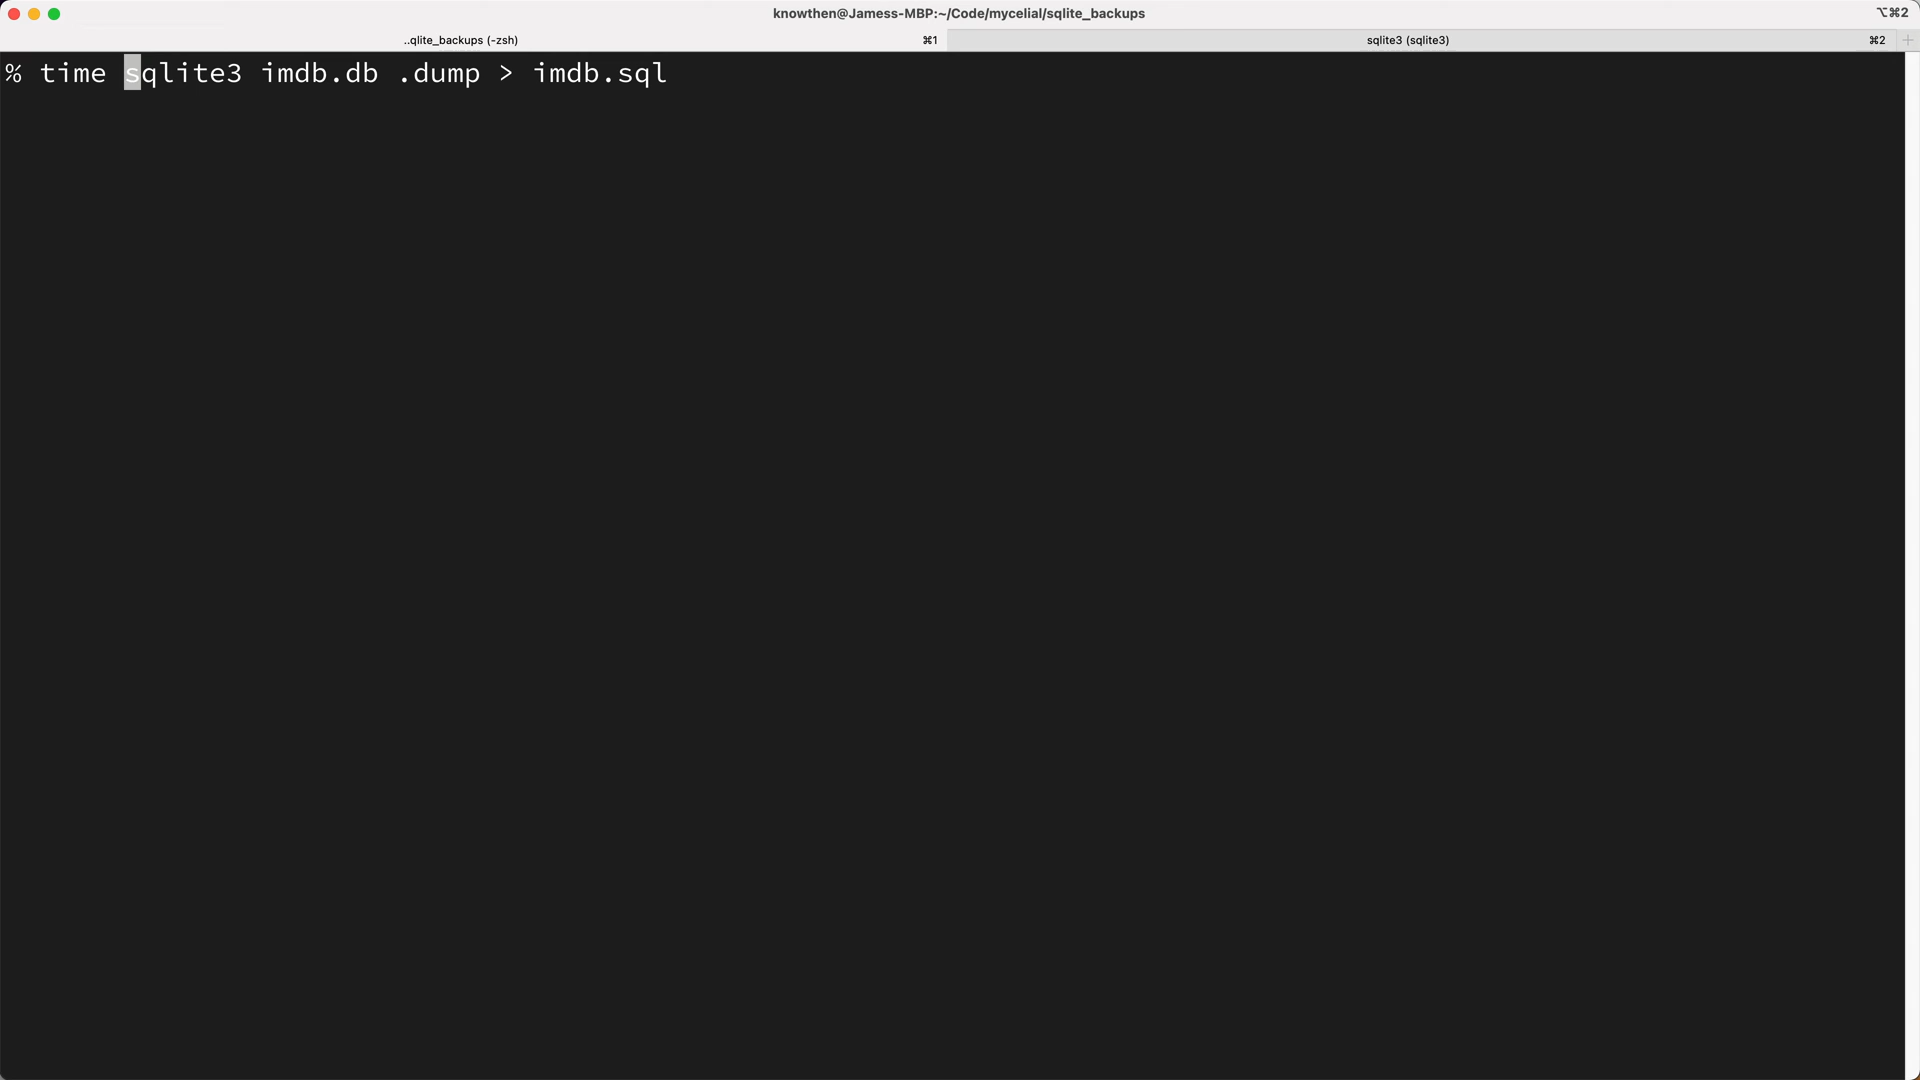 knowthen@Jamess-MBP:~/Code/mycelial/sqlite_backups
⌥⌘2
..qlite_backups (-zsh)
⌘1
sqlite3 (sqlite3)
⌘2
% time sqlite3 imdb.db .dump > imdb.sql